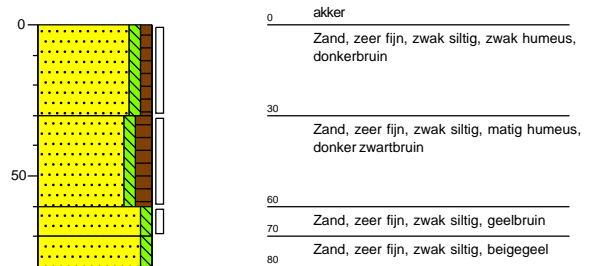 0
50
akker
0
Zand, zeer fijn, zwak siltig, zwak humeus,
donkerbruin
30
Zand, zeer fijn, zwak siltig, matig humeus,
donker zwartbruin
60
Zand, zeer fijn, zwak siltig, geelbruin
70
Zand, zeer fijn, zwak siltig, beigegeel
80